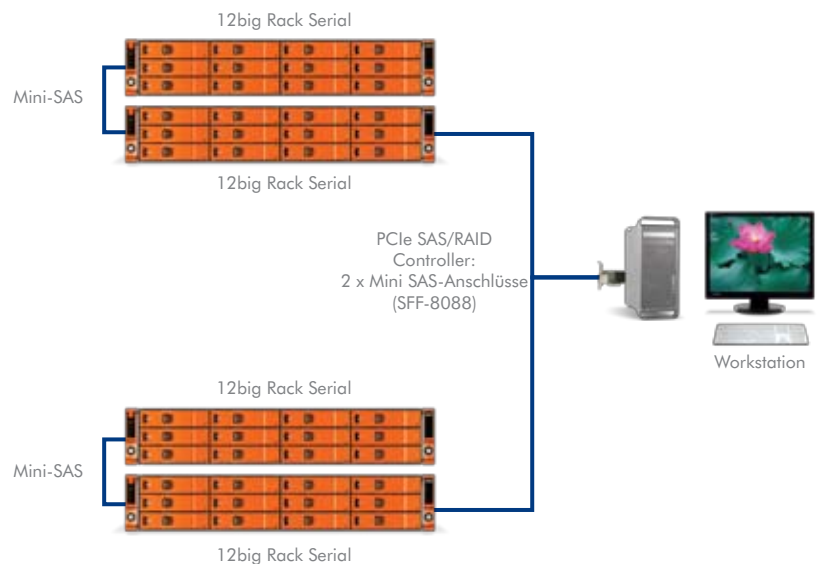 12big Rack Serial
Mini-SAS
12big Rack Serial
PCIe SAS/RAID
Controller:
2 x Mini SAS-Anschlüsse
(SFF-8088)
Workstation
12big Rack Serial
Mini-SAS
12big Rack Serial